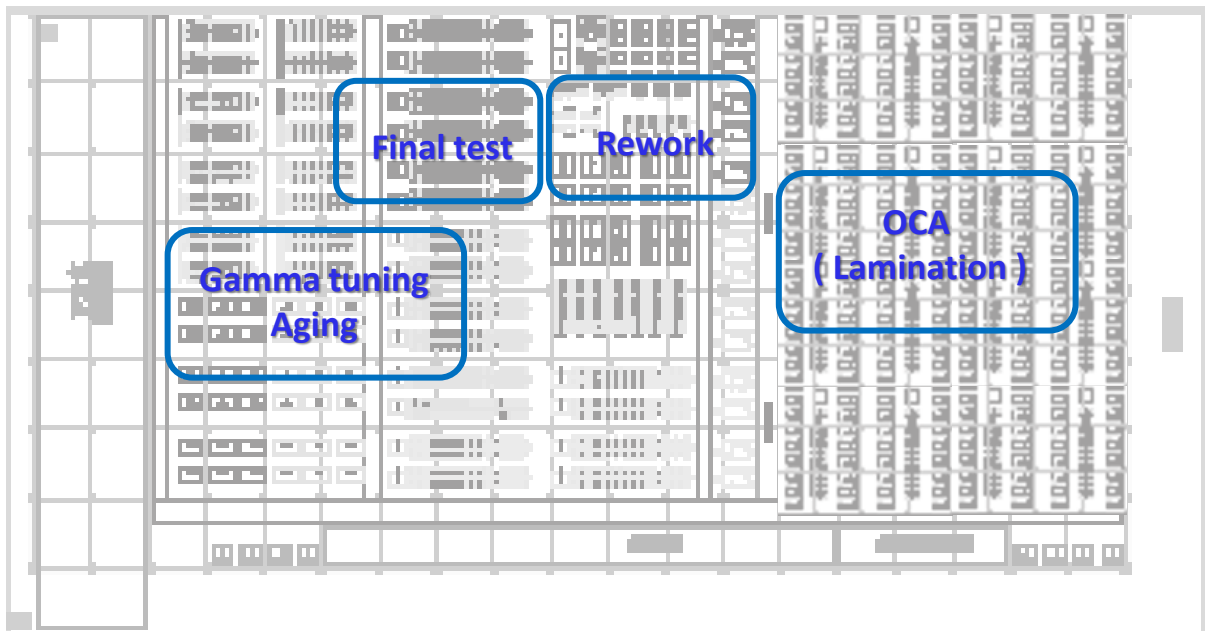 Final test
Rework
OCA
( Lamination )
Gamma tuning
Aging